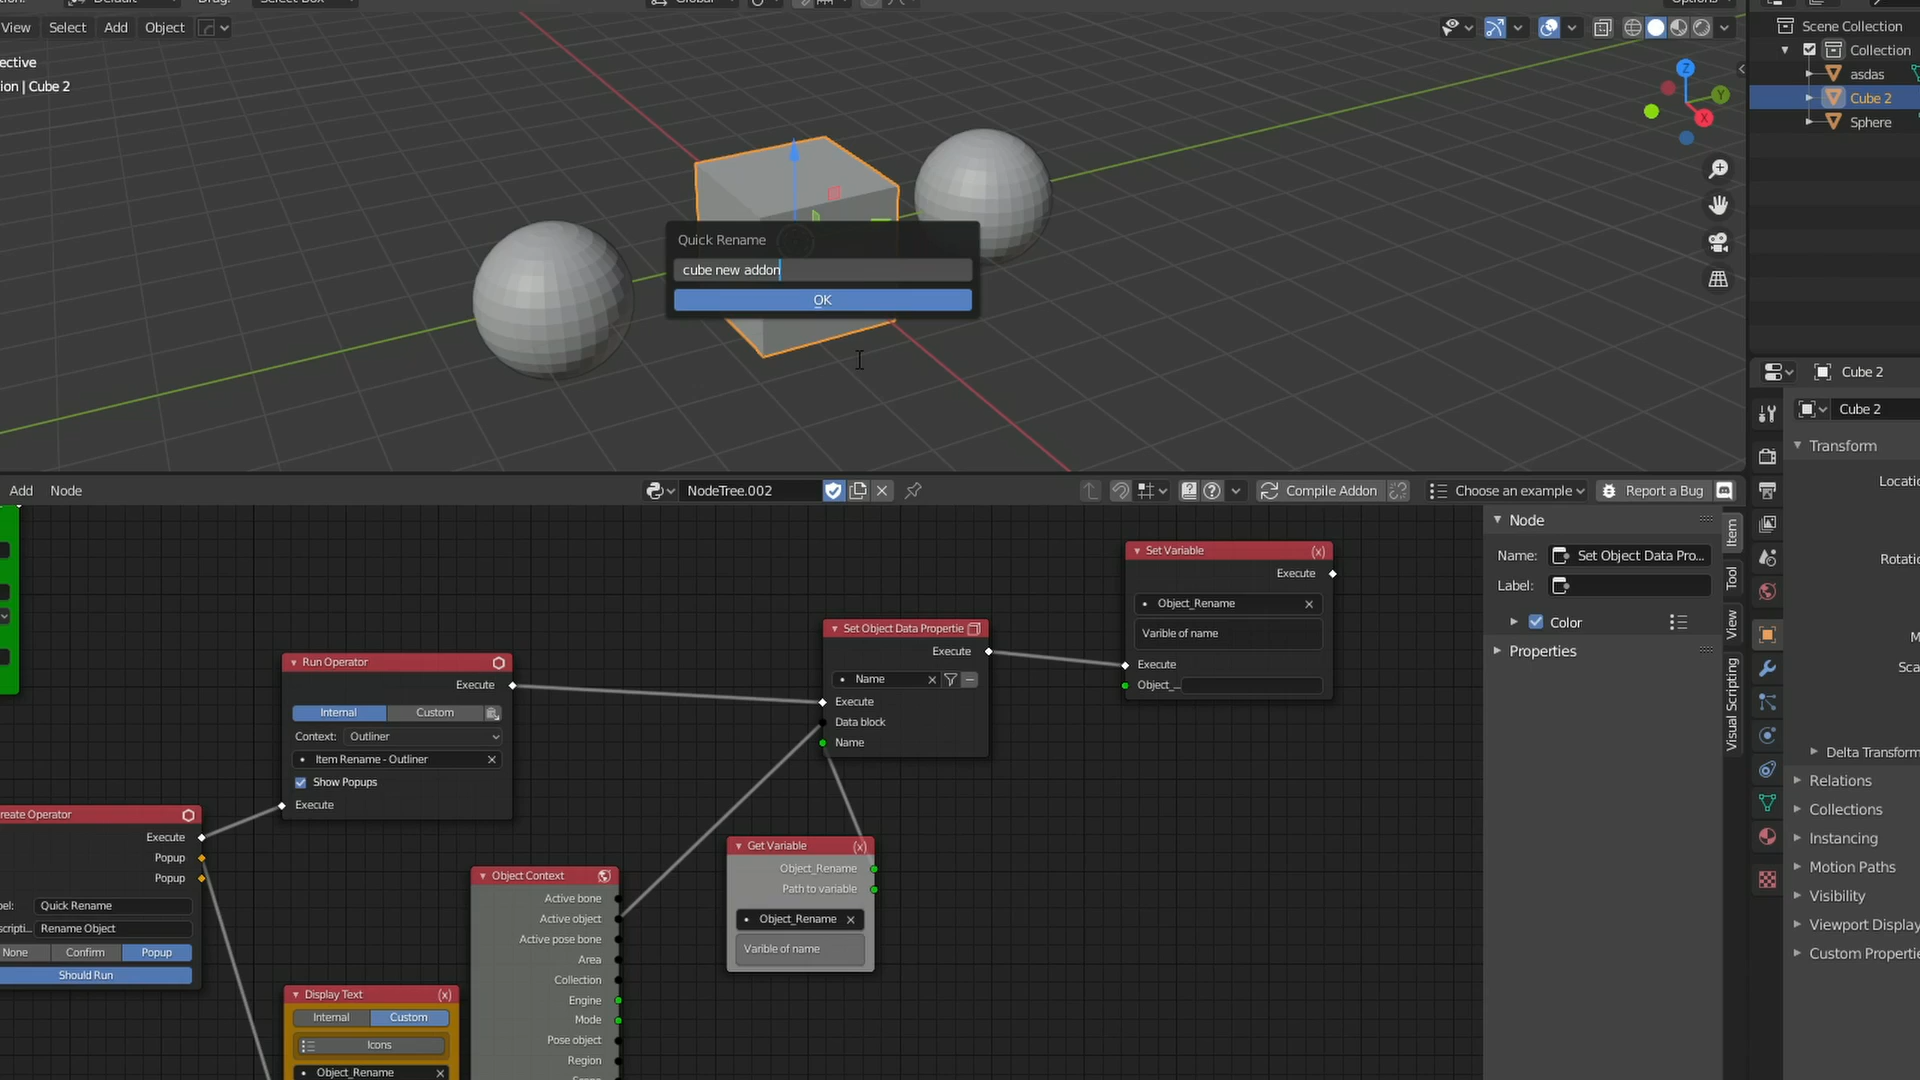 Default
Select Box
Global
Options
View Select Add Object
ective
ion | Cube 2
Z
Y
X
Scene Collection
Collection
asdas
Cube 2
Sphere
Quick Rename
cube new addon
OK
Cube 2
Cube 2
Transform
Locatio
Rotatio
M
Sca
Delta Transform
Relations
Collections
Instancing
Motion Paths
Visibility
Viewport Display
Custom Propertie
Add Node
NodeTree.002
Compile Addon
Choose an example
Report a Bug
Node
Name: Set Object Data Pro...
Label:
Color
Properties
Item
Tool
View
Visual Scripting
Set Variable (x)
Execute
Object_Rename
Varible of name
Execute
Object_...
Set Object Data Propertie
Execute
Name
Execute
Data block
Name
Run Operator
Execute
Internal Custom
Context: Outliner
Item Rename - Outliner
Show Popups
Execute
reate Operator
Execute
Popup
Popup
bel: Quick Rename
scripti... Rename Object
None Confirm Popup
Should Run
Object Context
Active bone
Active object
Active pose bone
Area
Collection
Engine
Mode
Pose object
Region
Get Variable (x)
Object_Rename
Path to variable
Object_Rename
Varible of name
Display Text (x)
Internal Custom
Icons
Object_Rename